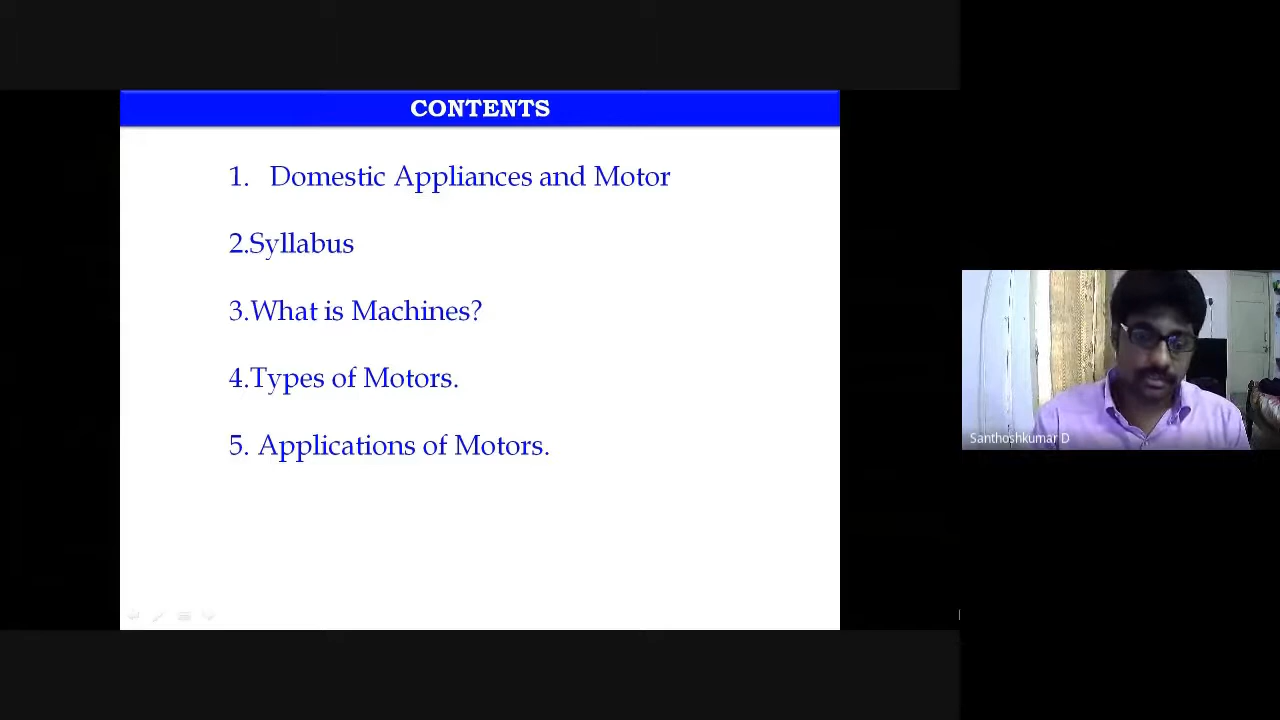 CONTENTS
1. Domestic Appliances and Motor
2.Syllabus
3.What is Machines?
4.Types of Motors.
5. Applications of Motors.
Santhoshkumar D